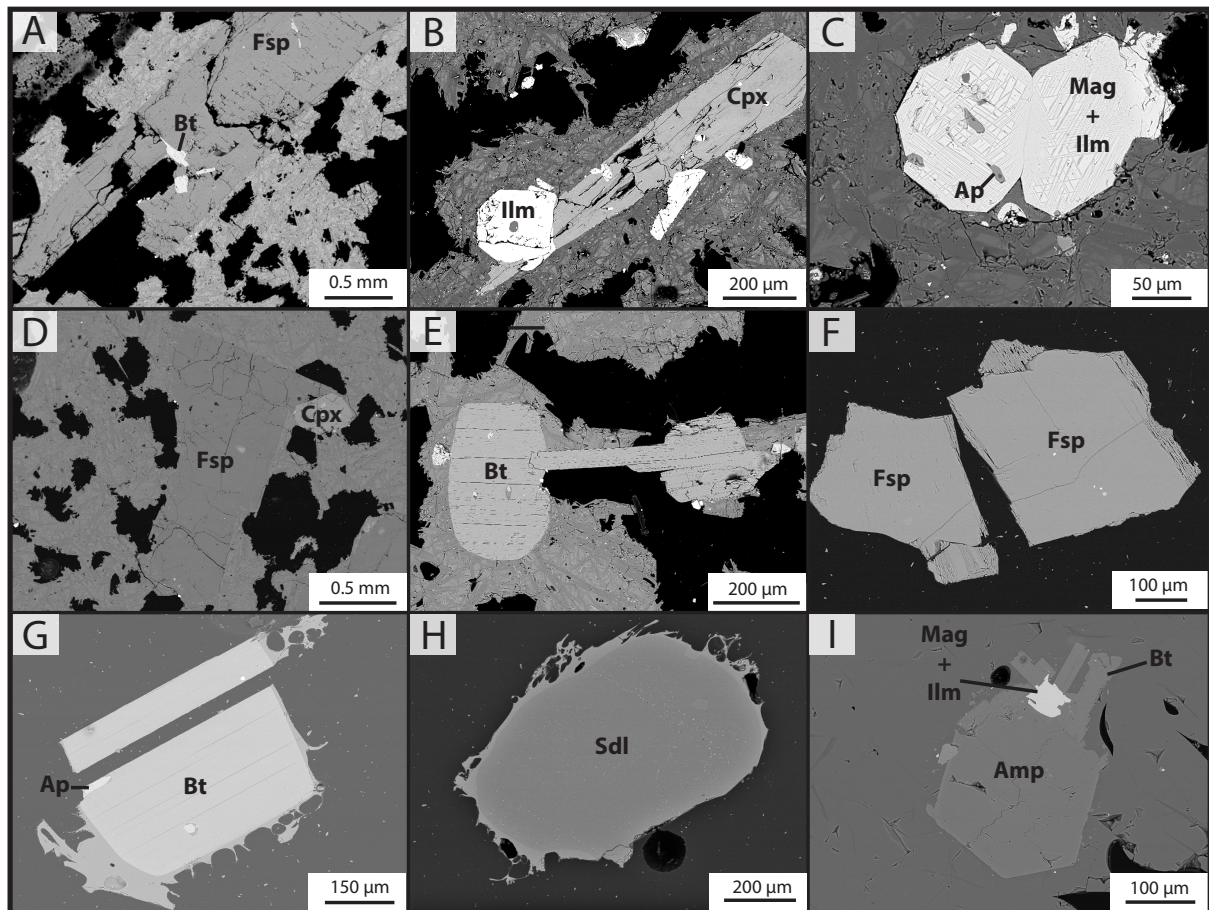 A
Fsp
Bt
0.5 mm
B
Cpx
Ilm
200 µm
C
Mag
+
Ilm
Ap
50 µm
D
Cpx
Fsp
0.5 mm
E
Bt
200 µm
F
Fsp
Fsp
100 µm
G
Ap
Bt
150 µm
H
Sdl
200 µm
I
Mag
+
Ilm
Bt
Amp
100 µm